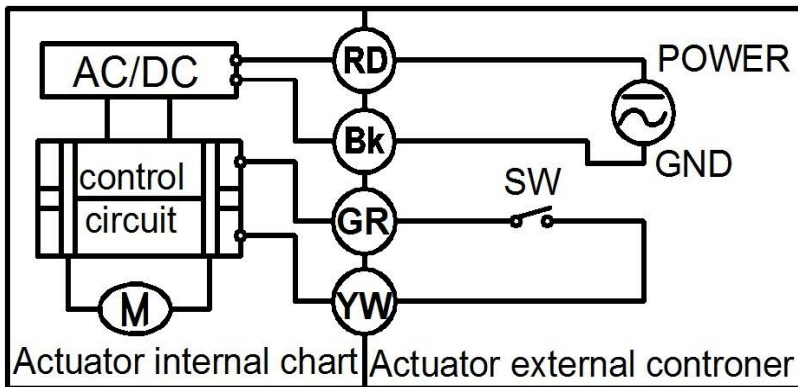 AC/DC
RD
POWER
Bk
GND
control
circuit
SW
GR
M
YW
Actuator internal chart
Actuator external controner